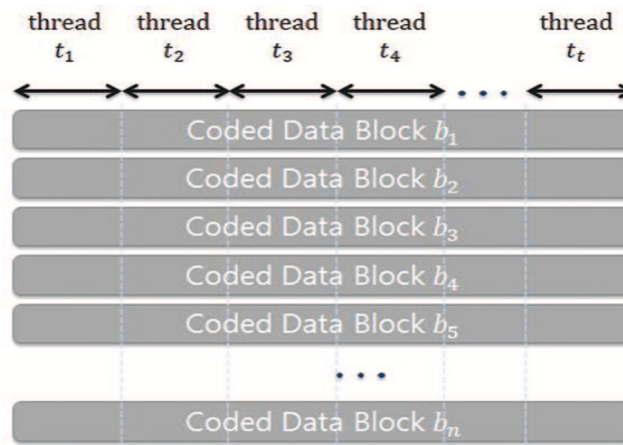 thread thread thread thread thread
t₁ t₂ t₃ t₄ tₜ
. . .
Coded Data Block b₁
Coded Data Block b₂
Coded Data Block b₃
Coded Data Block b₄
Coded Data Block b₅
. . .
Coded Data Block bₙ